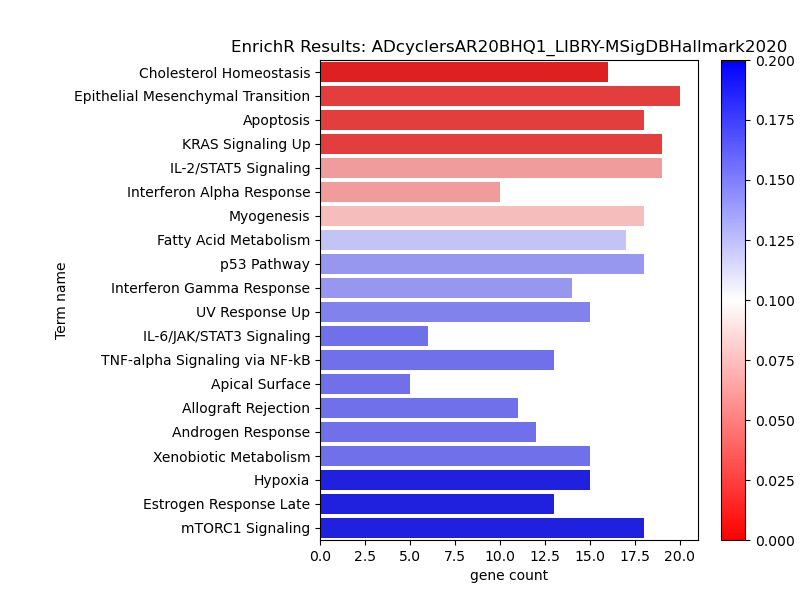 EnrichR Results: ADcyclersAR20BHQ1_LIBRY-MSigDBHallmark2020
Cholesterol Homeostasis
Epithelial Mesenchymal Transition
Apoptosis
KRAS Signaling Up
IL-2/STAT5 Signaling
Interferon Alpha Response
Myogenesis
Fatty Acid Metabolism
p53 Pathway
Interferon Gamma Response
UV Response Up
IL-6/JAK/STAT3 Signaling
TNF-alpha Signaling via NF-kB
Apical Surface
Allograft Rejection
Androgen Response
Xenobiotic Metabolism
Hypoxia
Estrogen Response Late
mTORC1 Signaling
Term name
0.0 2.5 5.0 7.5 10.0 12.5 15.0 17.5 20.0
gene count
0.200
0.175
0.150
0.125
0.100
0.075
0.050
0.025
0.000